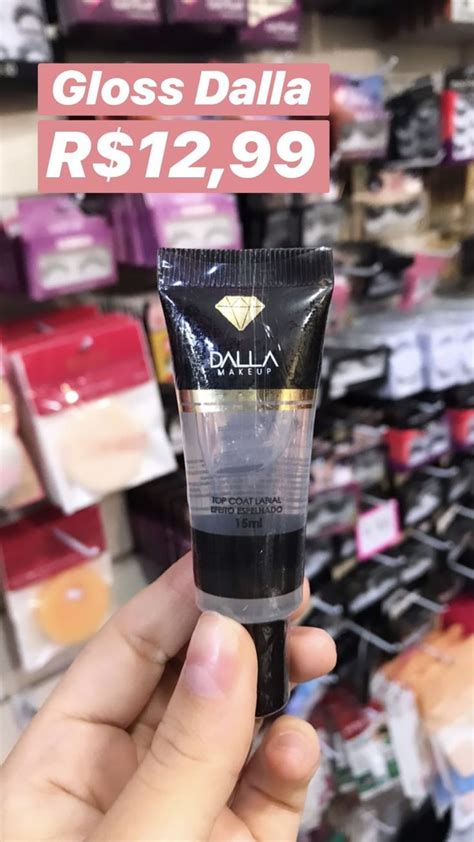 Gloss Dalla
R$12,99
DALLA
MAKEUP
TOP COAT LABIAL
EFEITO ESPELHADO
15ml